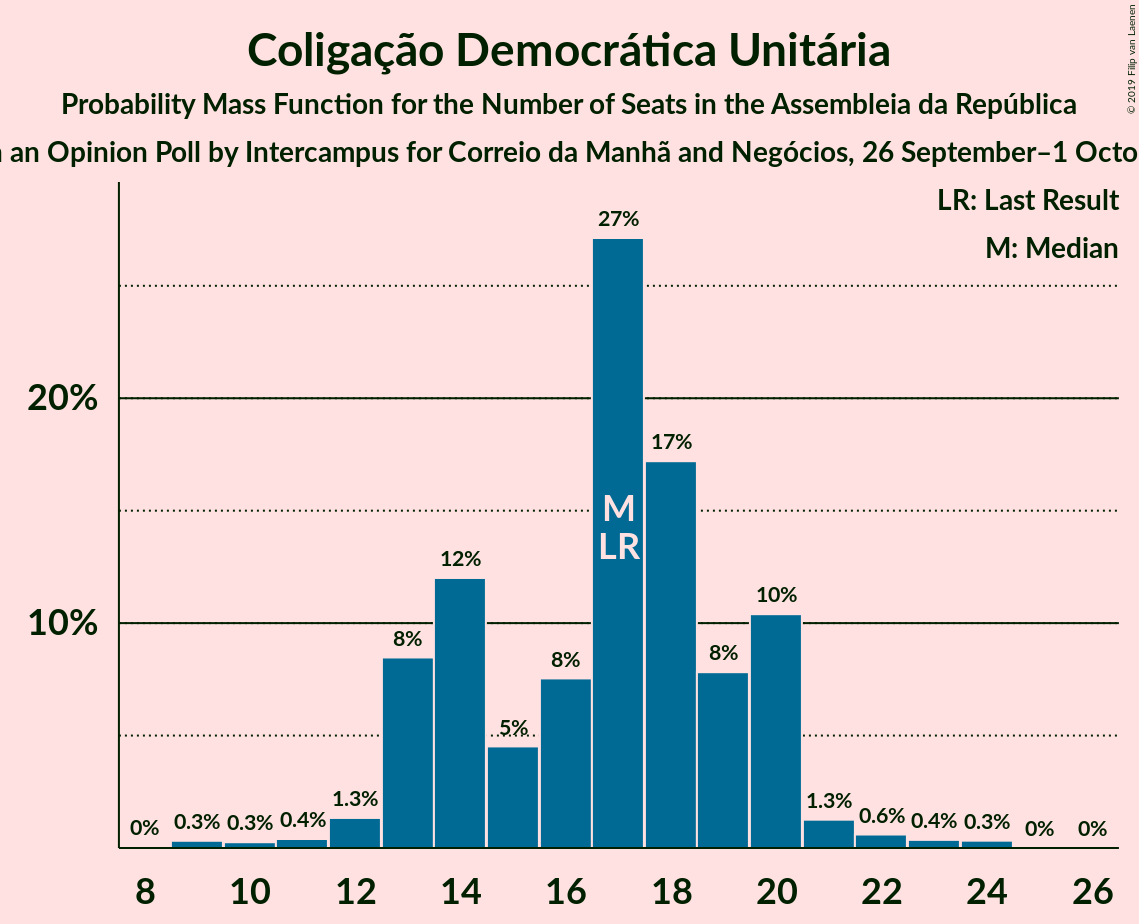 Coligação Democrática Unitária
Probability Mass Function for the Number of Seats in the Assembleia da República
an Opinion Poll by Intercampus for Correio da Manhã and Negócios, 26 September–1 Octo
© 2019 Filip van Laenen
LR: Last Result
M: Median
20%
10%
0%
0.3%
0.3%
0.4%
1.3%
8%
12%
5%
8%
27%
17%
8%
10%
1.3%
0.6%
0.4%
0.3%
0%
0%
M
LR
8 10 12 14 16 18 20 22 24 26